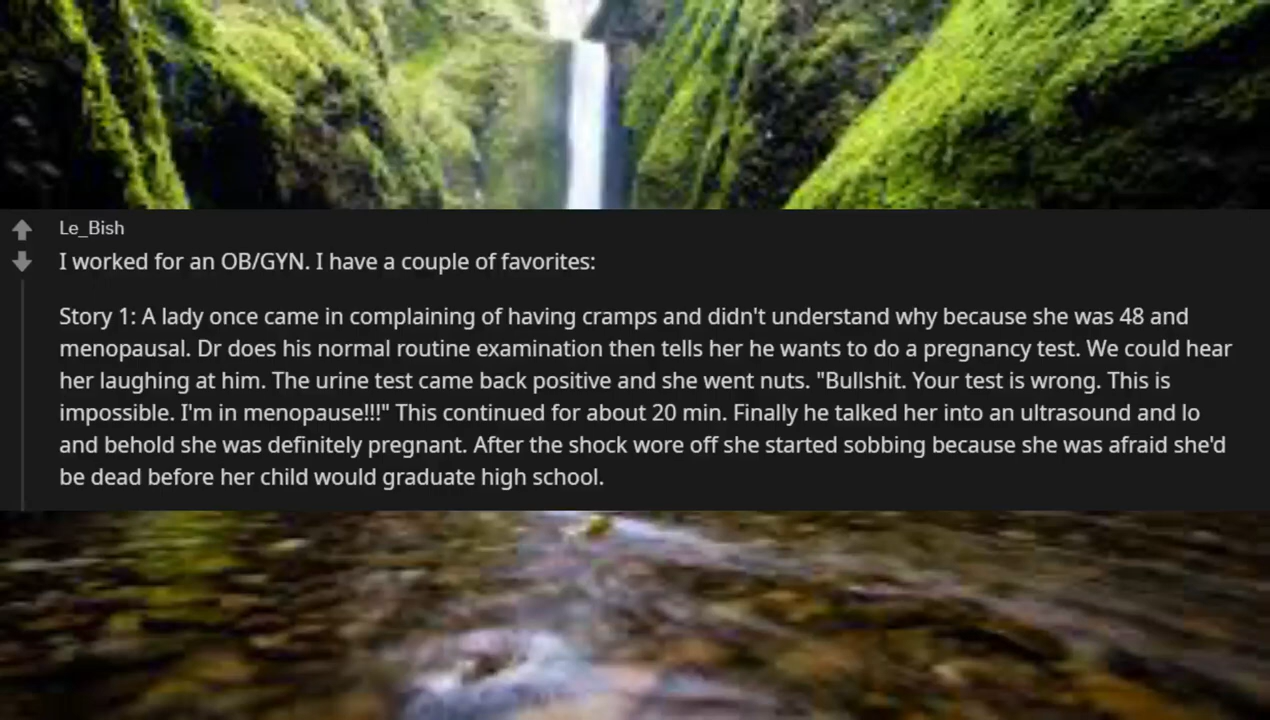 Le_Bish
I worked for an OB/GYN. I have a couple of favorites:
Story 1: A lady once came in complaining of having cramps and didn't understand why because she was 48 and
menopausal. Dr does his normal routine examination then tells her he wants to do a pregnancy test. We could hear
her laughing at him. The urine test came back positive and she went nuts. "Bullshit. Your test is wrong. This is
impossible. I'm in menopause!!!" This continued for about 20 min. Finally he talked her into an ultrasound and lo
and behold she was definitely pregnant. After the shock wore off she started sobbing because she was afraid she'd
be dead before her child would graduate high school.